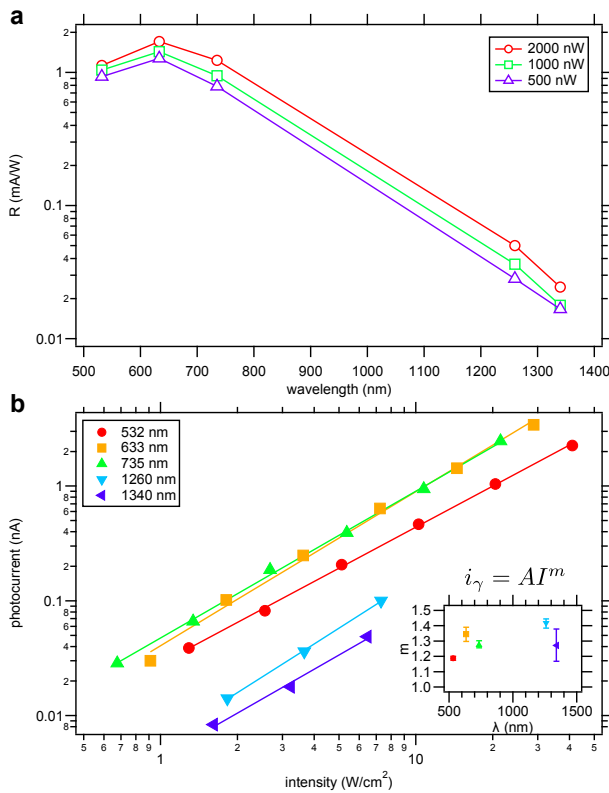 a
2
1
8
6
4
2
0.1
8
6
4
2
0.01
R (mA/W)
2000 nW
1000 nW
500 nW
500 600 700 800 900 1000 1100 1200 1300 1400
wavelength (nm)
b
532 nm
633 nm
735 nm
1260 nm
1340 nm
2
1
8
6
4
2
0.1
8
6
4
2
0.01
photocurrent (nA)
i_γ = AI^m
1.5
1.4
1.3
1.2
1.1
1.0
m
500 1000 1500
λ (nm)
5 6 7 8 9 1 2 3 4 5 6 7 8 9 10 2 3 4 5
intensity (W/cm²)